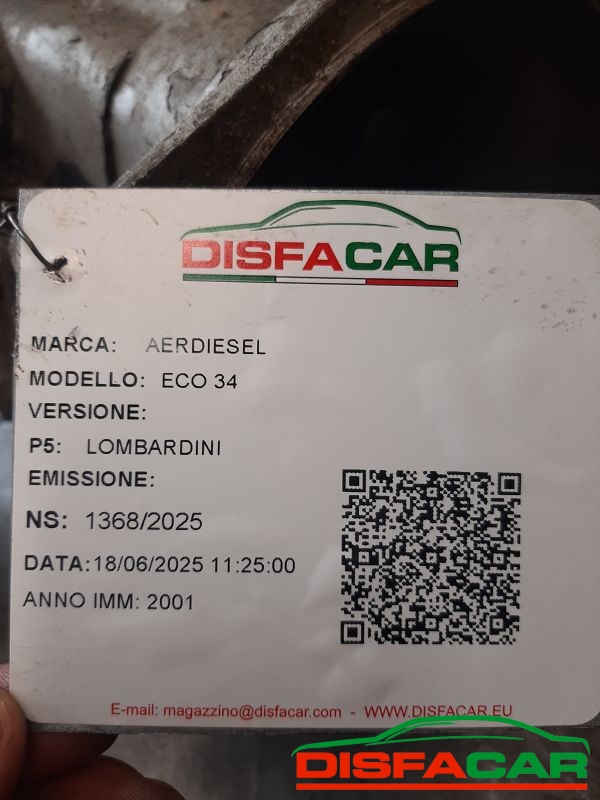 DISFACAR
MARCA: AERDIESEL
MODELLO: ECO 34
VERSIONE:
P5: LOMBARDINI
EMISSIONE:
NS: 1368/2025
DATA:18/06/2025 11:25:00
ANNO IMM: 2001
E-mail: magazzino@disfacar.com - WWW.DISFACAR.EU
DISFACAR